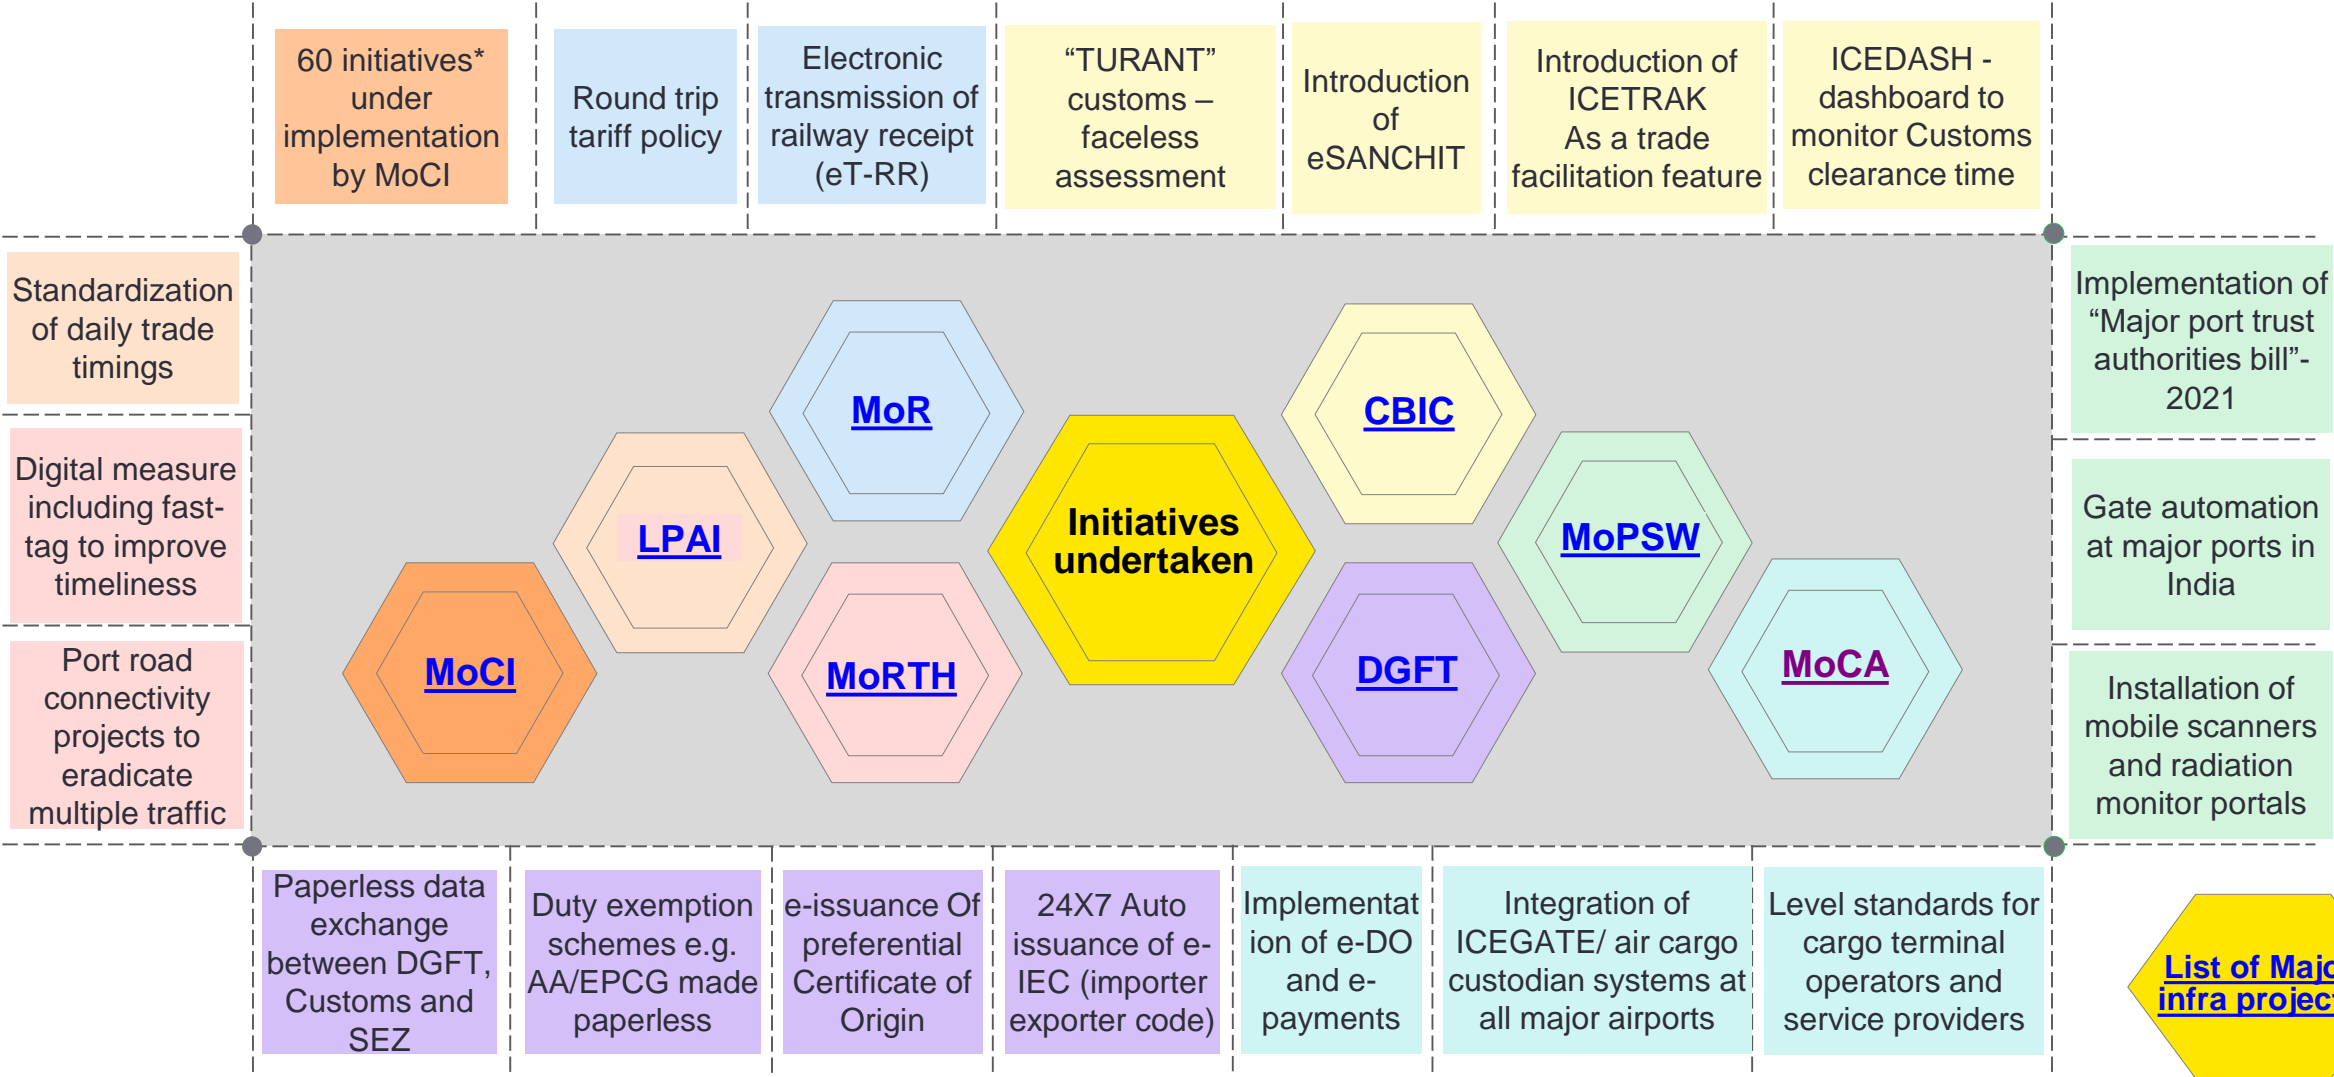 60 initiatives*
under
implementation
by MoCI
Round trip
tariff policy
Electronic
transmission of
railway receipt
(eT-RR)
“TURANT”
customs –
faceless
assessment
Introduction
of
eSANCHIT
Introduction of
ICETRAK
As a trade
facilitation feature
ICEDASH -
dashboard to
monitor Customs
clearance time
Standardization
of daily trade
timings
Digital measure
including fast-
tag to improve
timeliness
Port road
connectivity
projects to
eradicate
multiple traffic
MoCI
LPAI
MoR
MoRTH
Initiatives
undertaken
CBIC
DGFT
MoPSW
MoCA
Implementation of
“Major port trust
authorities bill”-
2021
Gate automation
at major ports in
India
Installation of
mobile scanners
and radiation
monitor portals
Paperless data
exchange
between DGFT,
Customs and
SEZ
Duty exemption
schemes e.g.
AA/EPCG made
paperless
e-issuance Of
preferential
Certificate of
Origin
24X7 Auto
issuance of e-
IEC (importer
exporter code)
Implementat
ion of e-DO
and e-
payments
Integration of
ICEGATE/ air cargo
custodian systems at
all major airports
Level standards for
cargo terminal
operators and
service providers
List of Majo
infra projec